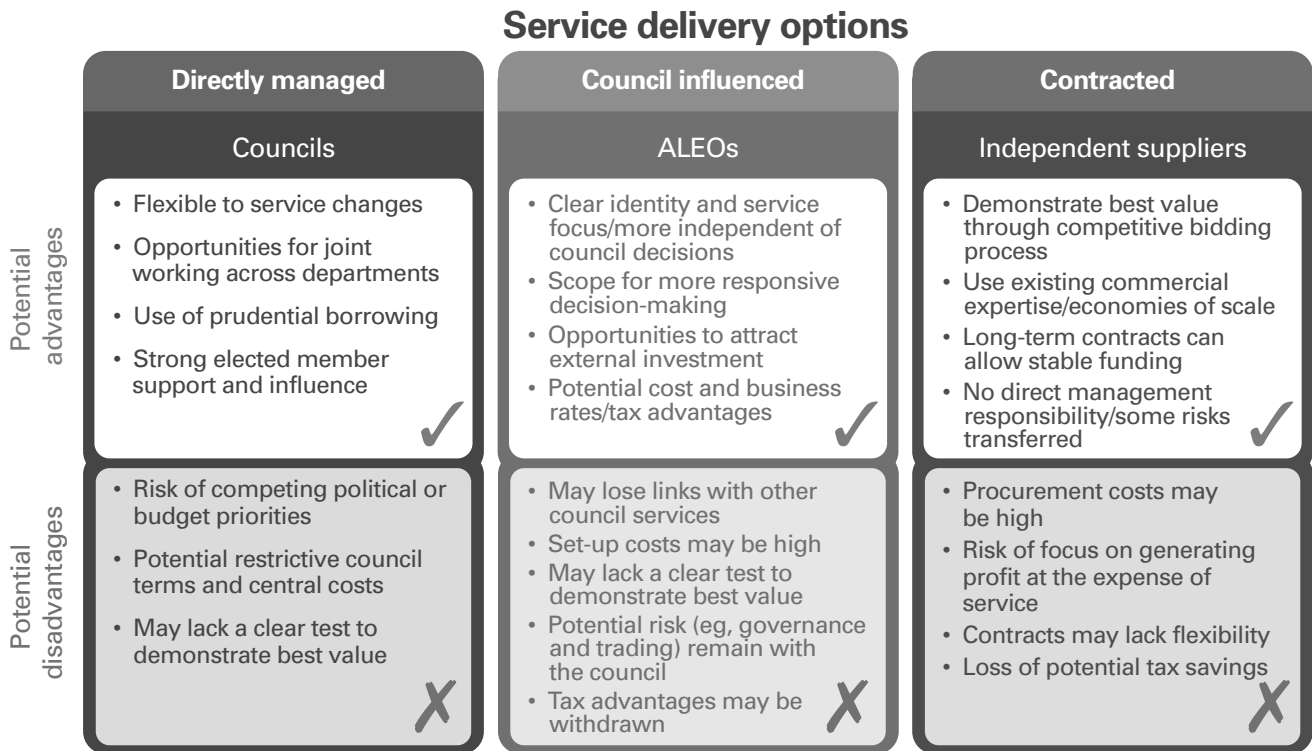 Service delivery options
Directly managed
Councils
Council influenced
ALEOs
Contracted
Independent suppliers
Potential
advantages
• Flexible to service changes
• Opportunities for joint
working across departments
• Use of prudential borrowing
• Strong elected member
support and influence
• Clear identity and service
focus/more independent of
council decisions
• Scope for more responsive
decision-making
• Opportunities to attract
external investment
• Potential cost and business
rates/tax advantages
• Demonstrate best value
through competitive bidding
process
• Use existing commercial
expertise/economies of scale
• Long-term contracts can
allow stable funding
• No direct management
responsibility/some risks
transferred
Potential
disadvantages
• Risk of competing political or
budget priorities
• Potential restrictive council
terms and central costs
• May lack a clear test to
demonstrate best value
• May lose links with other
council services
• Set-up costs may be high
• May lack a clear test to
demonstrate best value
• Potential risk (eg, governance
and trading) remain with
the council
• Tax advantages may be
withdrawn
• Procurement costs may
be high
• Risk of focus on generating
profit at the expense of
service
• Contracts may lack flexibility
• Loss of potential tax savings